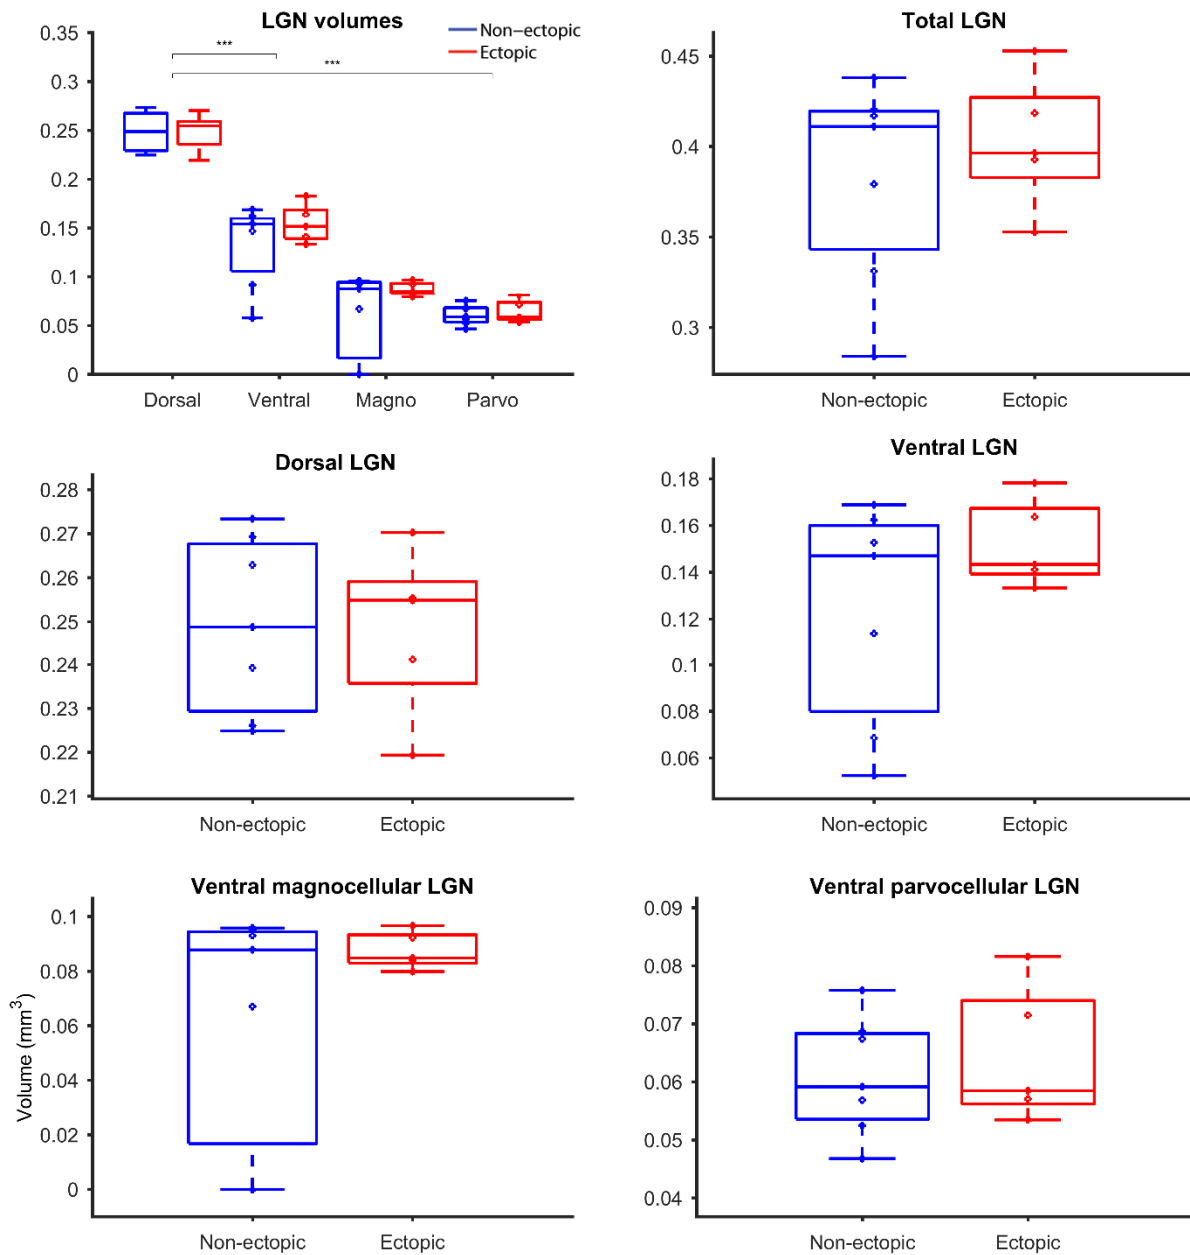 LGN volumes
Non-ectopic
Ectopic
***
***
0.35
0.3
0.25
0.2
0.15
0.1
0.05
0
Dorsal Ventral Magno Parvo
Total LGN
0.45
0.4
0.35
0.3
Non-ectopic Ectopic
Dorsal LGN
0.28
0.27
0.26
0.25
0.24
0.23
0.22
0.21
Non-ectopic Ectopic
Ventral LGN
0.18
0.16
0.14
0.12
0.1
0.08
0.06
Non-ectopic Ectopic
Ventral magnocellular LGN
Volume (mm³)
0.1
0.08
0.06
0.04
0.02
0
Non-ectopic Ectopic
Ventral parvocellular LGN
0.09
0.08
0.07
0.06
0.05
0.04
Non-ectopic Ectopic